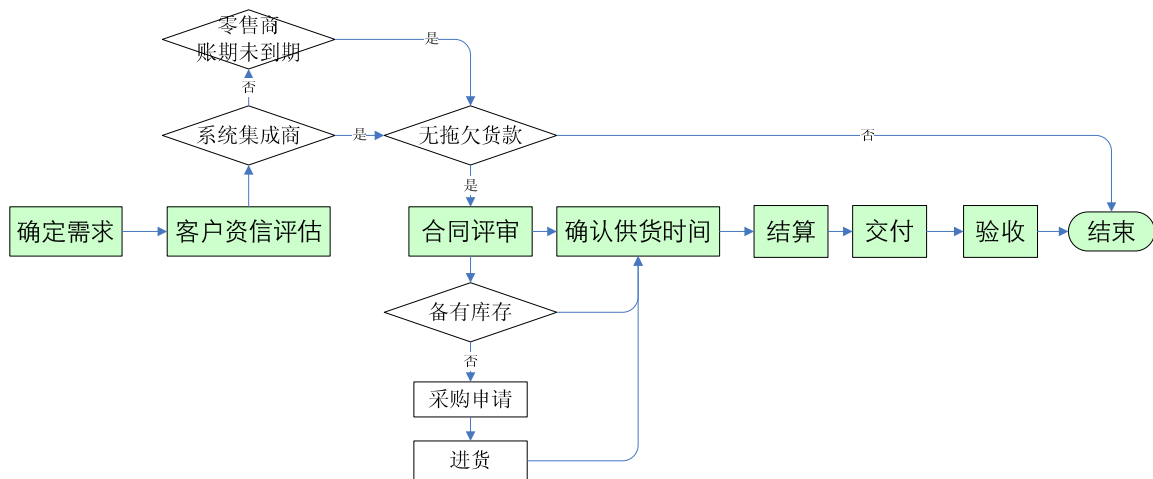 零售商
账期未到期
是
否
系统集成商
是
无拖欠货款
否
是
确定需求
客户资信评估
合同评审
确认供货时间
结算
交付
验收
结束
备有库存
否
采购申请
进货